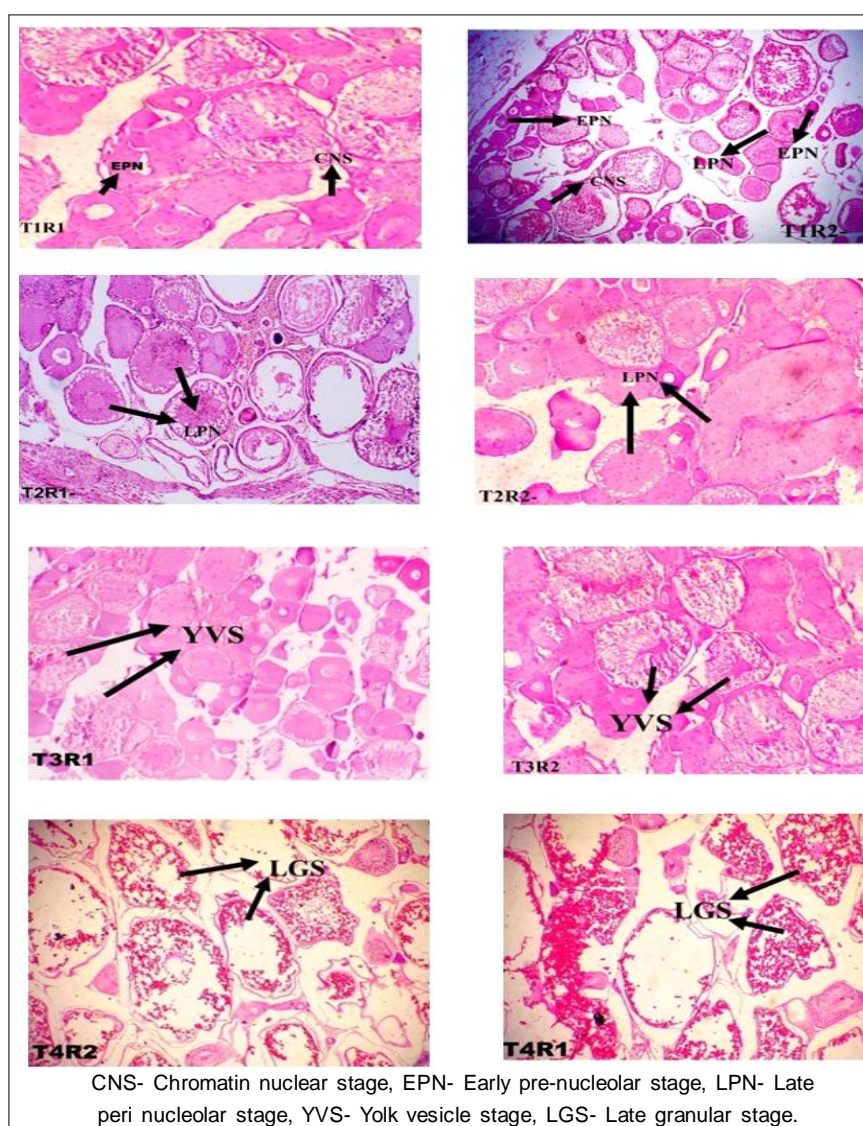 EPN
CNS
T1R1
EPN
LPN
EPN
CNS
T1R2-
LPN
T2R1-
LPN
T2R2-
YVS
T3R1
YVS
T3R2
LGS
T4R2
LGS
T4R1
CNS- Chromatin nuclear stage, EPN- Early pre-nucleolar stage, LPN- Late
peri nucleolar stage, YVS- Yolk vesicle stage, LGS- Late granular stage.